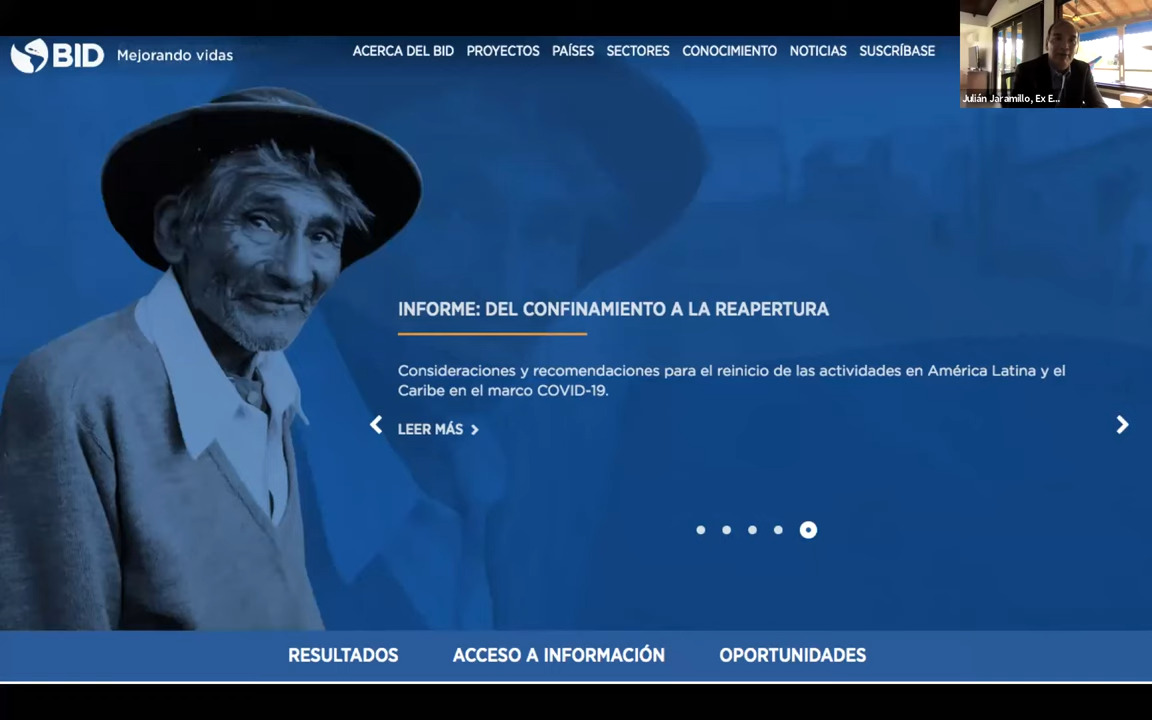 BID
Mejorando vidas
ACERCA DEL BID PROYECTOS PAÍSES SECTORES CONOCIMIENTO NOTICIAS SUSCRÍBASE
Julián Jaramillo, Ex E...
INFORME: DEL CONFINAMIENTO A LA REAPERTURA
Consideraciones y recomendaciones para el reinicio de las actividades en América Latina y el
Caribe en el marco COVID-19.
LEER MÁS
RESULTADOS ACCESO A INFORMACIÓN OPORTUNIDADES